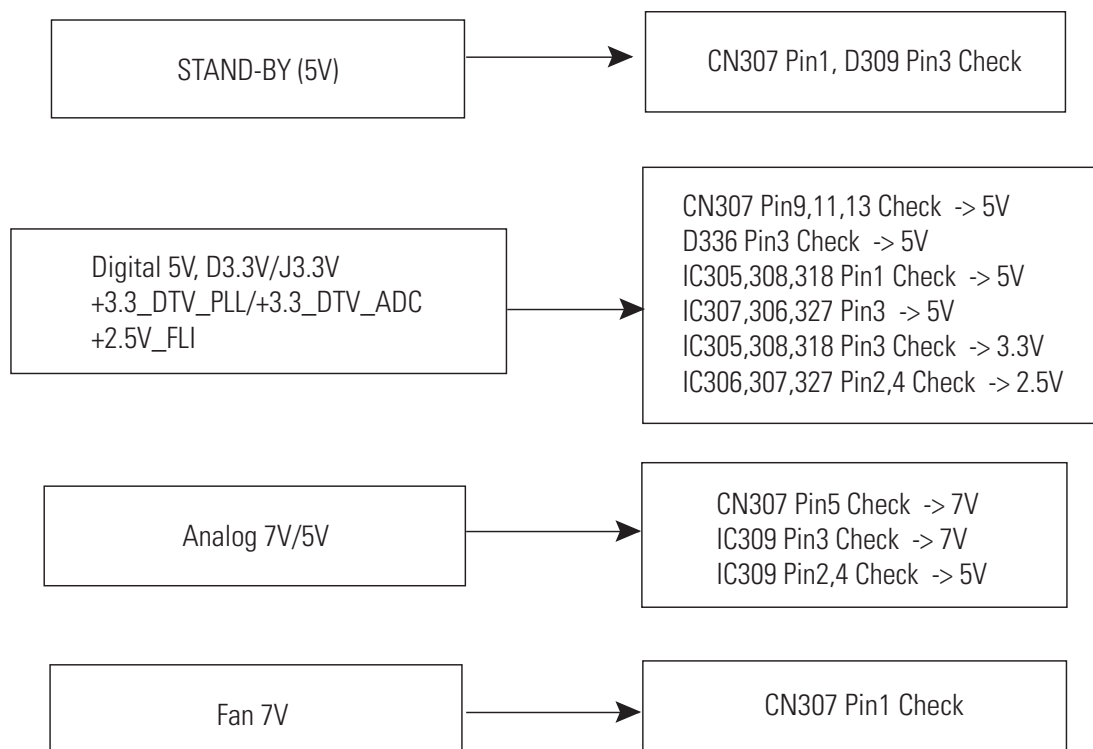 STAND-BY (5V)
CN307 Pin1, D309 Pin3 Check
Digital 5V, D3.3V/J3.3V
+3.3_DTV_PLL/+3.3_DTV_ADC
+2.5V_FLI
CN307 Pin9,11,13 Check -> 5V
D336 Pin3 Check -> 5V
IC305,308,318 Pin1 Check -> 5V
IC307,306,327 Pin3 -> 5V
IC305,308,318 Pin3 Check -> 3.3V
IC306,307,327 Pin2,4 Check -> 2.5V
Analog 7V/5V
CN307 Pin5 Check -> 7V
IC309 Pin3 Check -> 7V
IC309 Pin2,4 Check -> 5V
Fan 7V
CN307 Pin1 Check